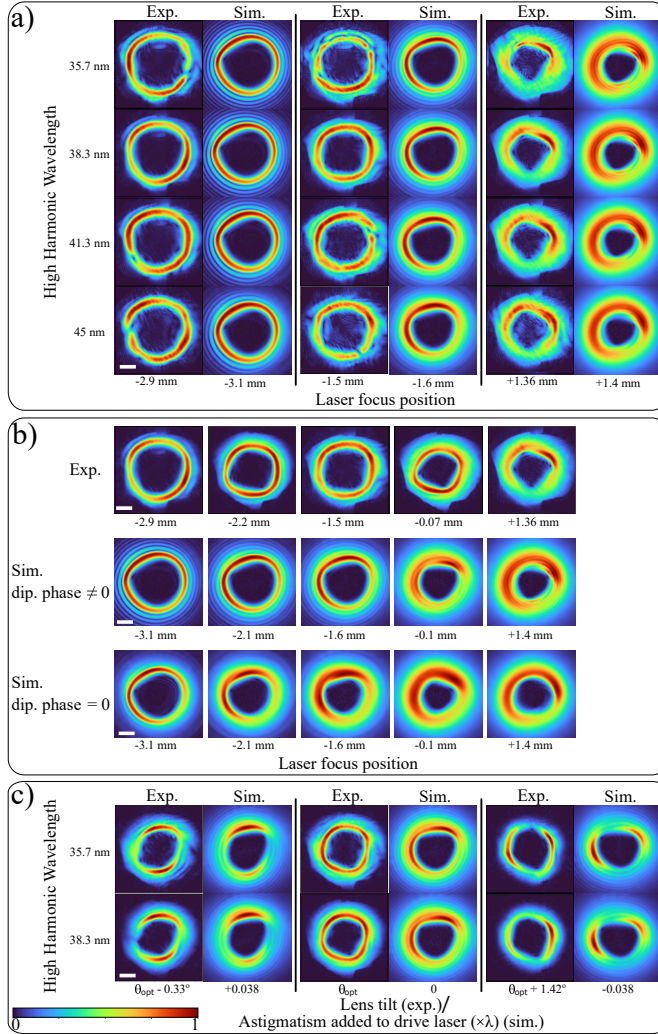 a)
Exp. Sim. Exp. Sim. Exp. Sim.
High Harmonic Wavelength
35.7 nm
38.3 nm
41.3 nm
45 nm
-2.9 mm -3.1 mm -1.5 mm -1.6 mm +1.36 mm +1.4 mm
Laser focus position
b)
Exp.
-2.9 mm -2.2 mm -1.5 mm -0.07 mm +1.36 mm
Sim.
dip. phase ≠ 0
-3.1 mm -2.1 mm -1.6 mm -0.1 mm +1.4 mm
Sim.
dip. phase = 0
-3.1 mm -2.1 mm -1.6 mm -0.1 mm +1.4 mm
Laser focus position
c)
Exp. Sim. Exp. Sim. Exp. Sim.
High Harmonic Wavelength
35.7 nm
38.3 nm
θopt - 0.33° +0.038 θopt 0 θopt + 1.42° -0.038
Lens tilt (exp.)/
Astigmatism added to drive laser (×λ) (sim.)
0 1